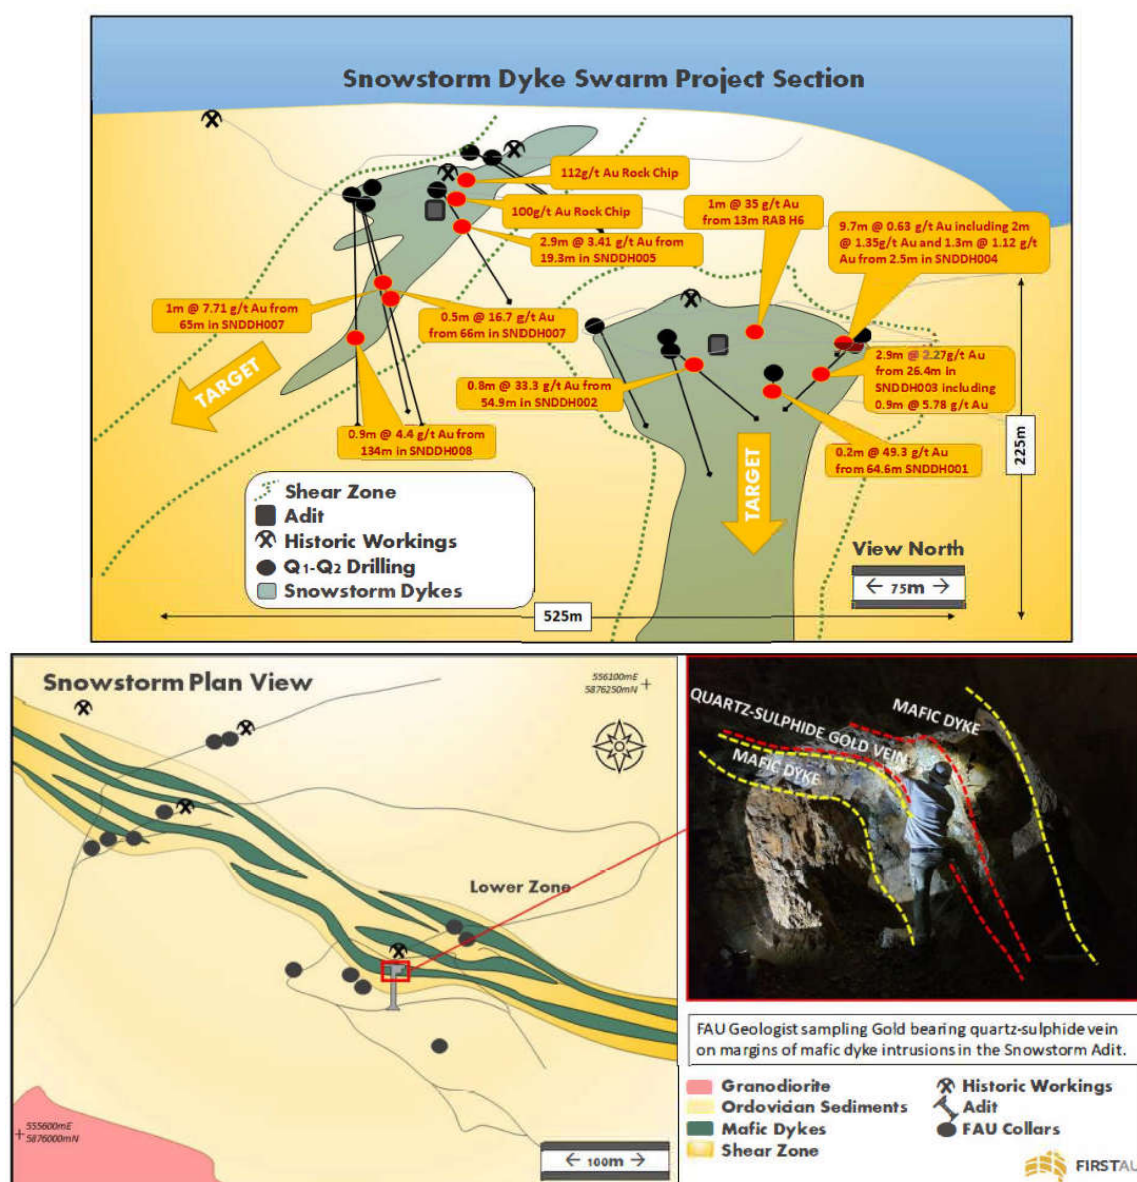 Snowstorm Dyke Swarm Project Section
112g/t Au Rock Chip
100g/t Au Rock Chip
2.9m @ 3.41 g/t Au from
19.3m in SNDDH005
1m @ 35 g/t Au
from 13m RAB H6
9.7m @ 0.63 g/t Au including 2m
@ 1.35g/t Au and 1.3m @ 1.12 g/t
Au from 2.5m in SNDDH004
1m @ 7.71 g/t Au from
65m in SNDDH007
0.5m @ 16.7 g/t Au
from 66m in SNDDH007
TARGET
0.9m @ 4.4 g/t Au from
134m in SNDDH008
0.8m @ 33.3 g/t Au from
54.9m in SNDDH002
2.9m @ 2.27g/t Au
from 26.4m in
SNDDH003 including
0.9m @ 5.78 g/t Au
0.2m @ 49.3 g/t Au
from 64.6m SNDDH001
TARGET
225m
Shear Zone
Adit
Historic Workings
Q1-Q2 Drilling
Snowstorm Dykes
View North
← 75m →
525m
Snowstorm Plan View
556100mE
5876250mN
Lower Zone
555600mE
5876000mN
← 100m →
QUARTZ-SULPHIDE GOLD VEIN
MAFIC DYKE
MAFIC DYKE
FAU Geologist sampling Gold bearing quartz-sulphide vein
on margins of mafic dyke intrusions in the Snowstorm Adit.
Granodiorite
Ordovician Sediments
Mafic Dykes
Shear Zone
Historic Workings
Adit
FAU Collars
FIRSTAU